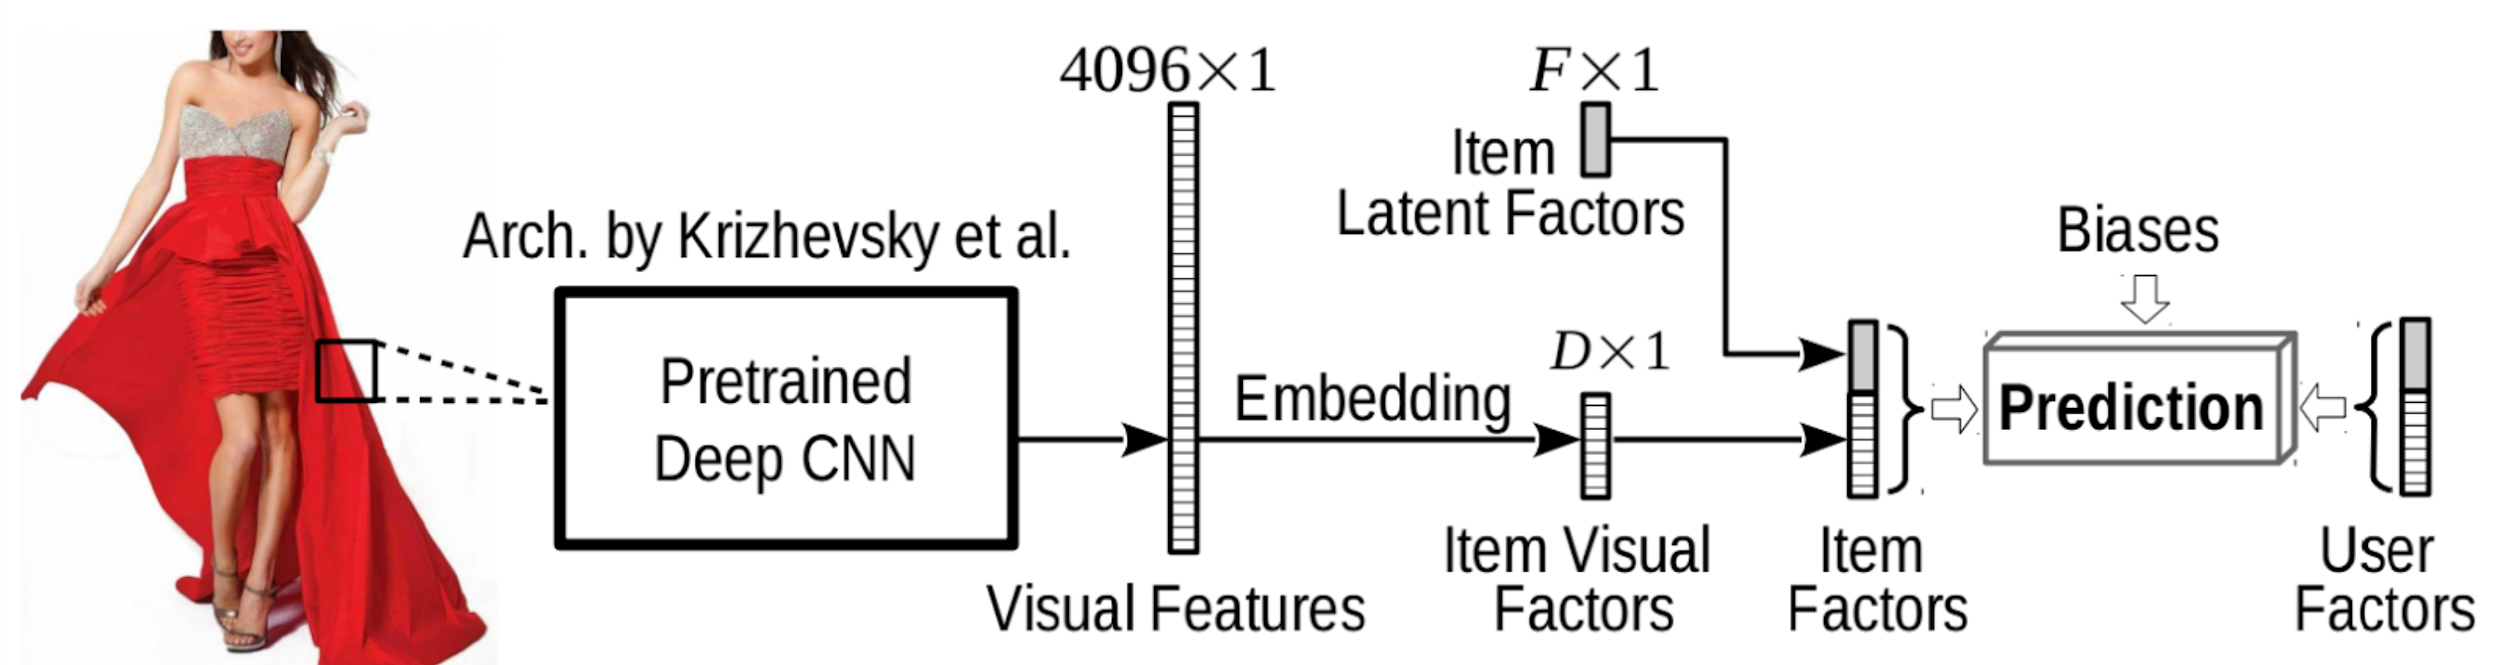 4096×1
F×1
Item
Latent Factors
Arch. by Krizhevsky et al.
Biases
Pretrained
Deep CNN
Embedding
D×1
Prediction
Visual Features
Item Visual
Factors
Item
Factors
User
Factors